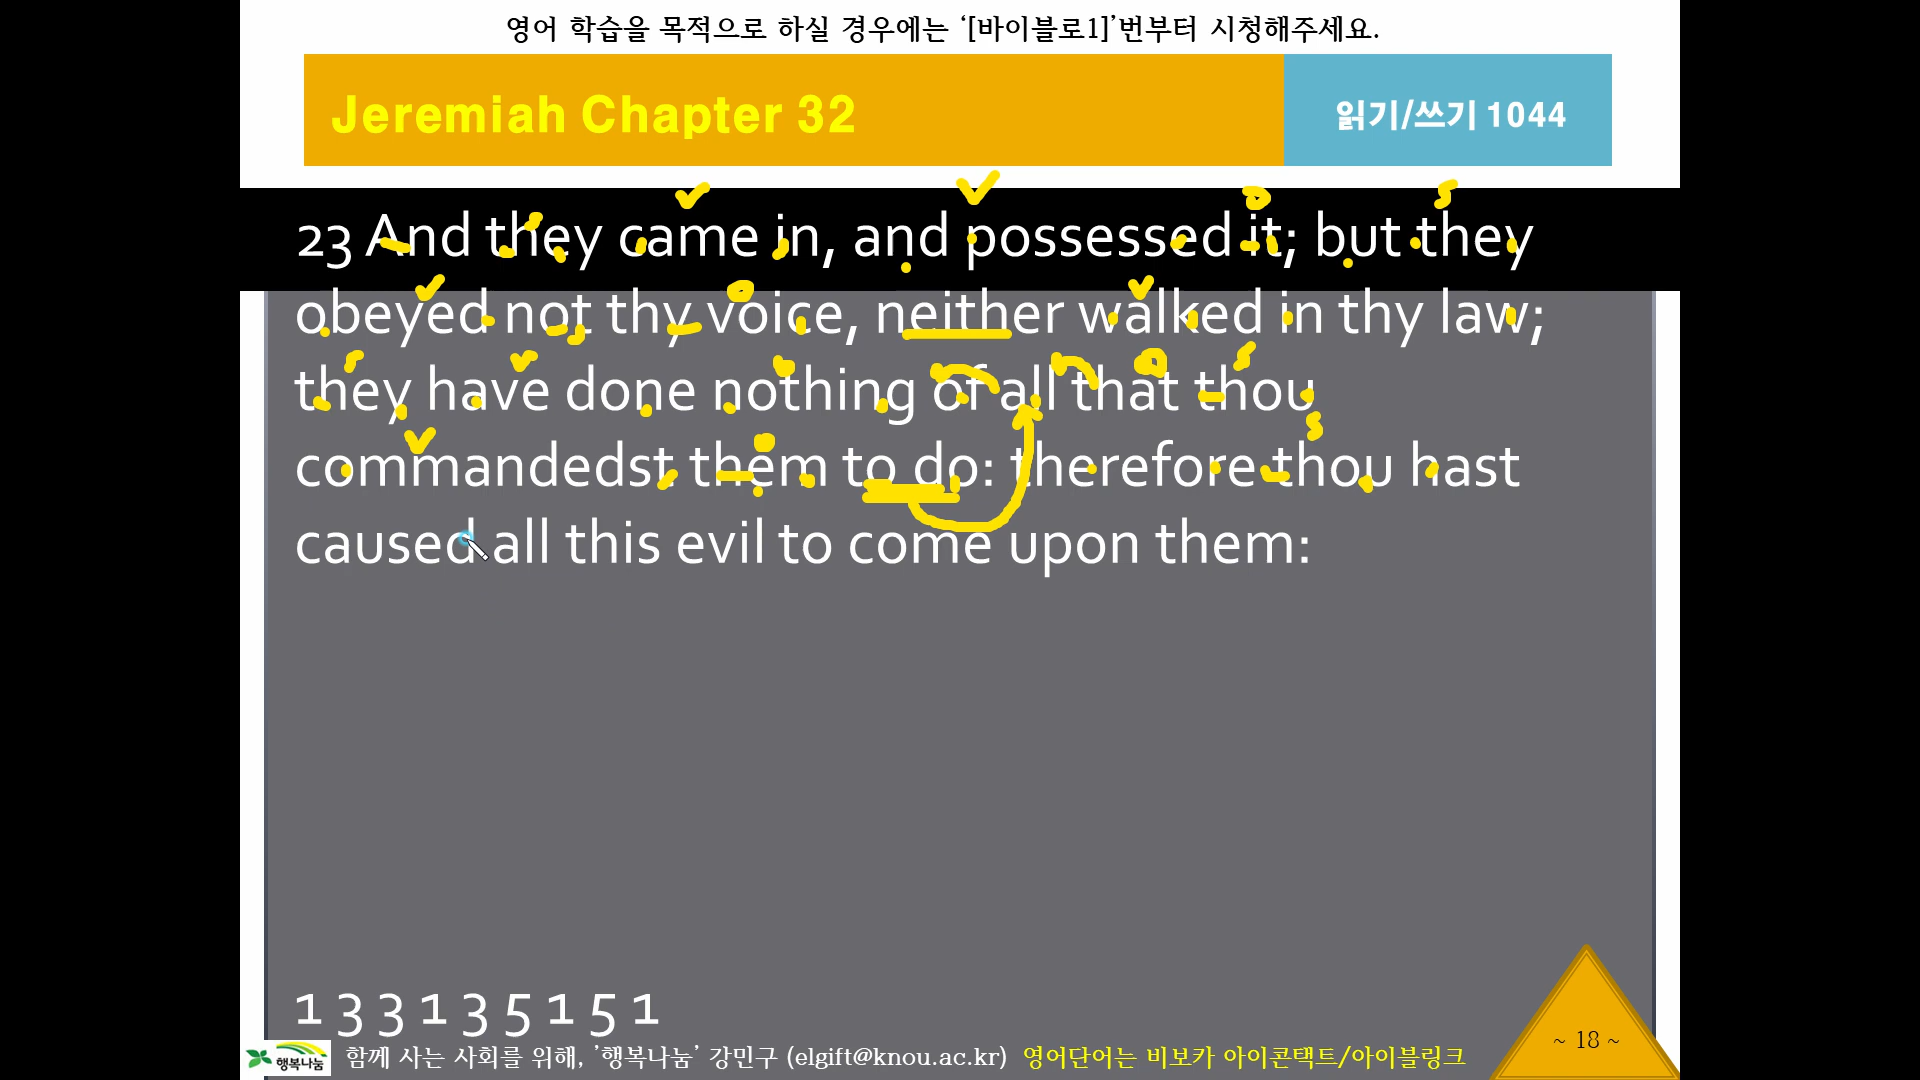 영어 학습을 목적으로 하실 경우에는 ‘[바이블로1]’번부터 시청해주세요.
Jeremiah Chapter 32
읽기/쓰기 1044
23 And they came in, and possessed it; but they
obeyed not thy voice, neither walked in thy law;
they have done nothing of all that thou
commandedst them to do: therefore thou hast
caused all this evil to come upon them:
1 3 3 1 3 5 1 5 1
~ 18 ~
행복나눔
함께 사는 사회를 위해, ’행복나눔’ 강민구 (elgift@knou.ac.kr) 영어단어는 비보카 아이콘택트/아이블링크